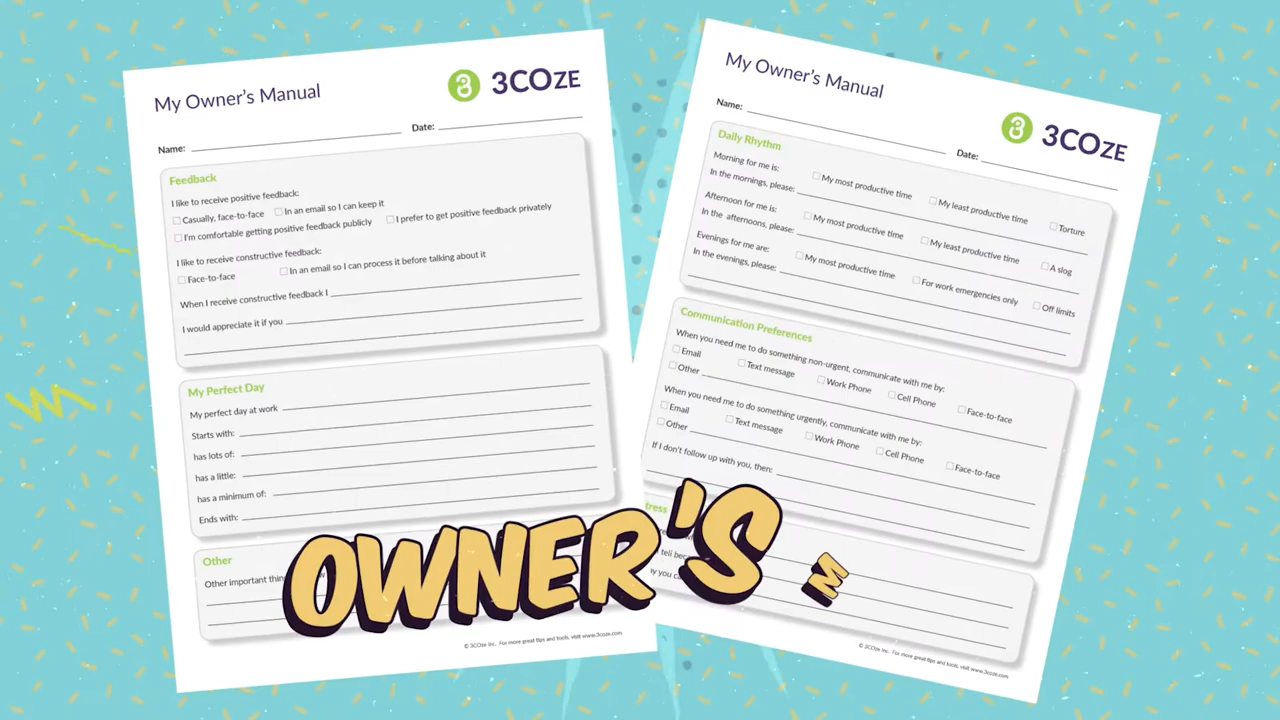 My Owner's Manual
3COZE
Name:
Date:
Feedback
I like to receive positive feedback:
Casually, face-to-face
In an email so I can keep it
I'm comfortable getting positive feedback publicly
I prefer to get positive feedback privately
I like to receive constructive feedback:
Face-to-face
In an email so I can process it before talking about it
When I receive constructive feedback I
I would appreciate it if you
My Perfect Day
My perfect day at work
Starts with:
has lots of:
has a little:
has a minimum of:
Ends with:
Other
Other important
© 3COze Inc. For more great tips and tools, visit www.3coze.com
My Owner's Manual
3COZE
Name:
Date:
Daily Rhythm
Morning for me is:
My most productive time
My least productive time
Torture
In the mornings, please:
Afternoon for me is:
My most productive time
My least productive time
A slog
In the afternoons, please:
Evenings for me are:
My most productive time
For work emergencies only
Off limits
In the evenings, please:
Communication Preferences
When you need me to do something non-urgent, communicate with me by:
Email
Text message
Work Phone
Cell Phone
Face-to-face
Other
When you need me to do something urgently, communicate with me by:
Email
Text message
Work Phone
Cell Phone
Face-to-face
Other
If I don't follow up with you, then:
© 3COze Inc. For more great tips and tools, visit www.3coze.com
OWNER'S M